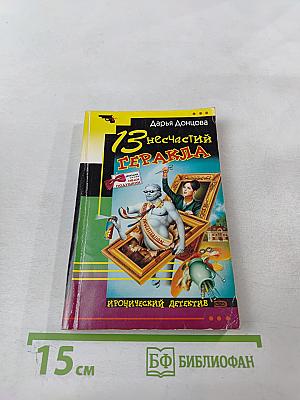 Дарья Донцова
13 несчастий
ГЕРАКЛА
ИРОНИЧЕСКИЙ ДЕТЕКТИВ
15 см
БФ БИБЛИОФАН